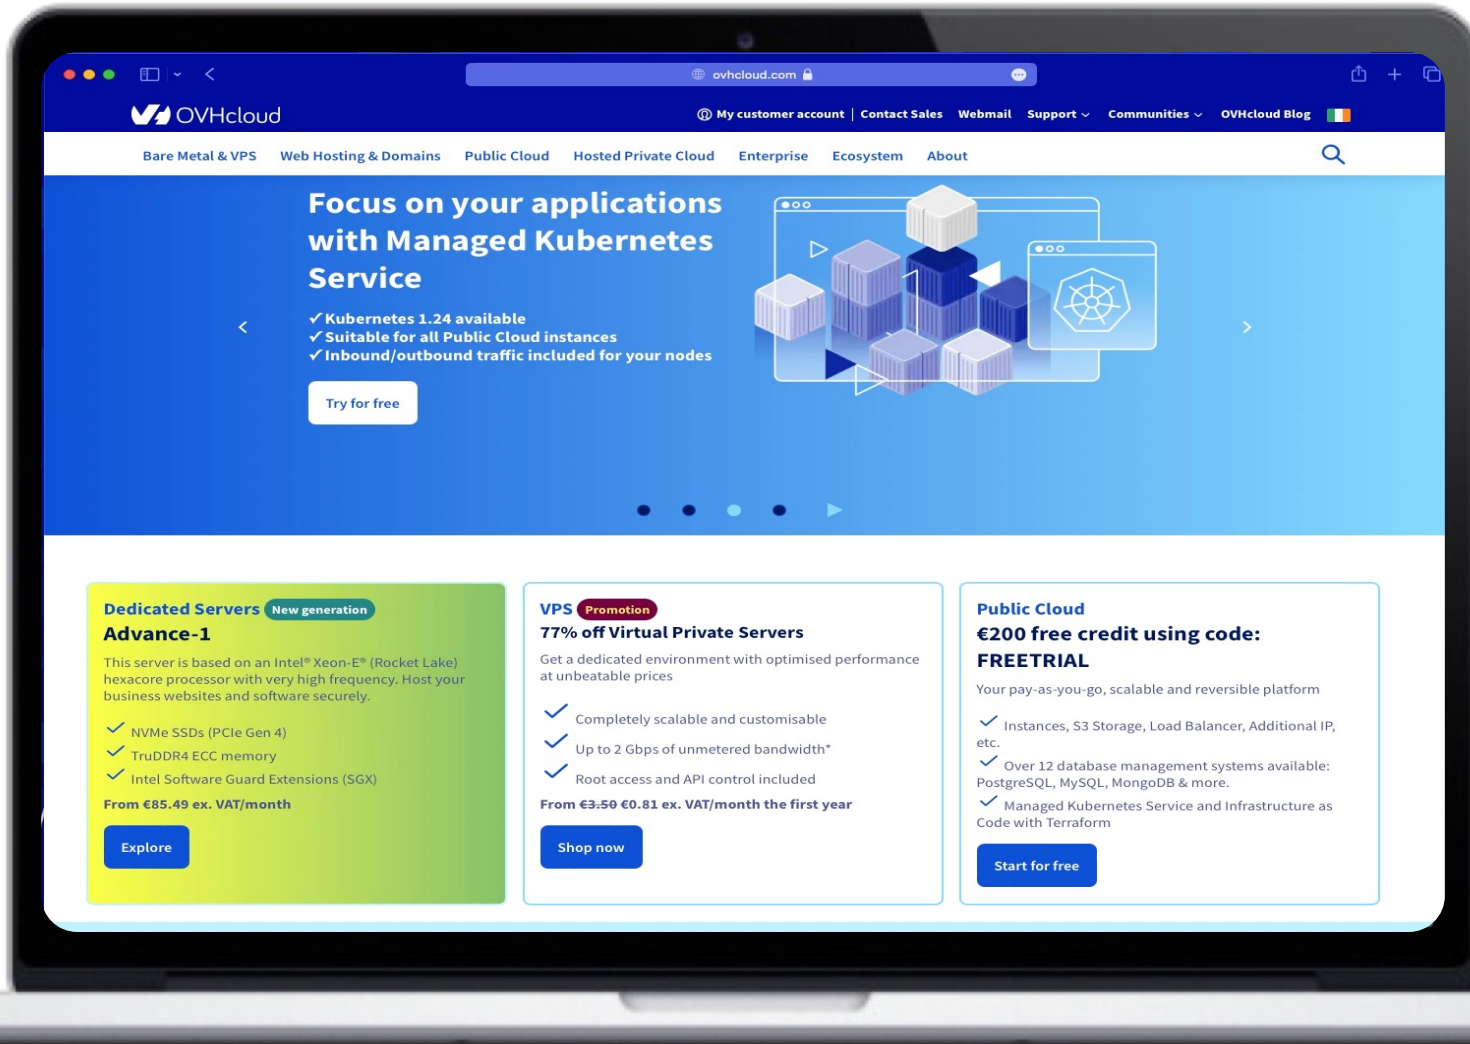 ovhcloud.com
OVHcloud
My customer account | Contact Sales Webmail Support Communities OVHcloud Blog
Bare Metal & VPS Web Hosting & Domains Public Cloud Hosted Private Cloud Enterprise Ecosystem About
Focus on your applications
with Managed Kubernetes
Service
✓Kubernetes 1.24 available
✓Suitable for all Public Cloud instances
✓Inbound/outbound traffic included for your nodes
Try for free
Dedicated Servers New generation
Advance-1
This server is based on an Intel® Xeon-E® (Rocket Lake)
hexacore processor with very high frequency. Host your
business websites and software securely.
NVMe SSDs (PCIe Gen 4)
TruDDR4 ECC memory
Intel Software Guard Extensions (SGX)
From €85.49 ex. VAT/month
Explore
VPS Promotion
77% off Virtual Private Servers
Get a dedicated environment with optimised performance
at unbeatable prices
Completely scalable and customisable
Up to 2 Gbps of unmetered bandwidth*
Root access and API control included
From €3.50 €0.81 ex. VAT/month the first year
Shop now
Public Cloud
€200 free credit using code:
FREETRIAL
Your pay-as-you-go, scalable and reversible platform
Instances, S3 Storage, Load Balancer, Additional IP,
etc.
Over 12 database management systems available:
PostgreSQL, MySQL, MongoDB & more.
Managed Kubernetes Service and Infrastructure as
Code with Terraform
Start for free